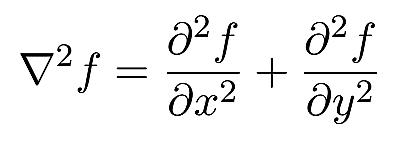 ∇²f = ∂²f/∂x² + ∂²f/∂y²